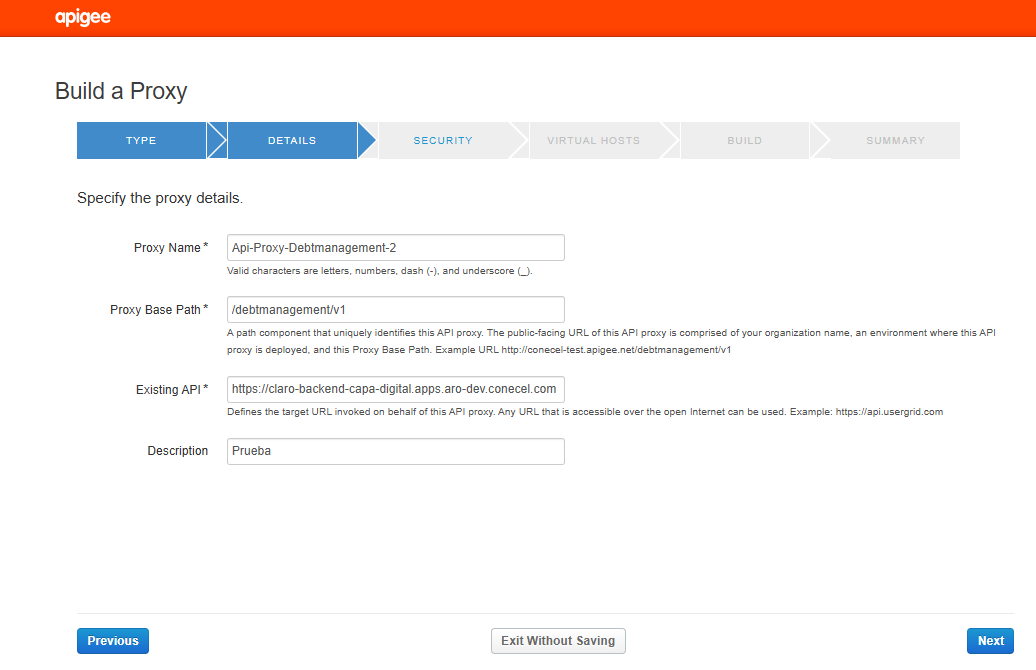 apigee
Build a Proxy
TYPE
DETAILS
SECURITY
VIRTUAL HOSTS
BUILD
SUMMARY
Specify the proxy details.
Proxy Name *
Api-Proxy-Debtmanagement-2
Valid characters are letters, numbers, dash (-), and underscore (_).
Proxy Base Path *
/debtmanagement/v1
A path component that uniquely identifies this API proxy. The public-facing URL of this API proxy is comprised of your organization name, an environment where this API
proxy is deployed, and this Proxy Base Path. Example URL http://conecel-test.apigee.net/debtmanagement/v1
Existing API *
https://claro-backend-capa-digital.apps.aro-dev.conecel.com
Defines the target URL invoked on behalf of this API proxy. Any URL that is accessible over the open Internet can be used. Example: https://api.usergrid.com
Description
Prueba
Previous
Exit Without Saving
Next